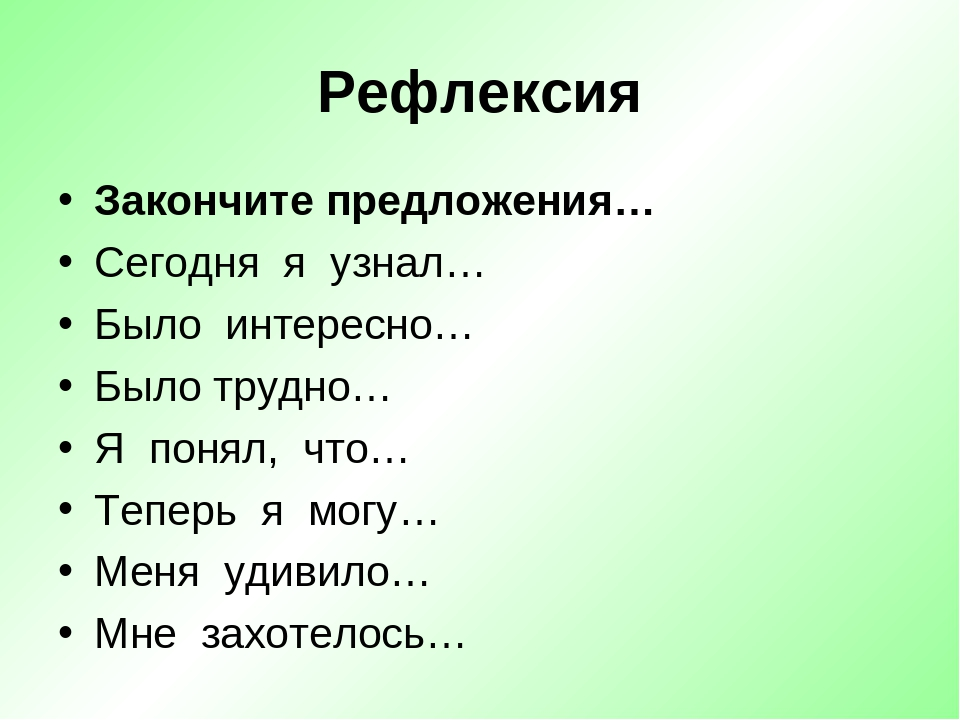 Рефлексия
• Закончите предложения…
• Сегодня я узнал…
• Было интересно…
• Было трудно…
• Я понял, что…
• Теперь я могу…
• Меня удивило…
• Мне захотелось…